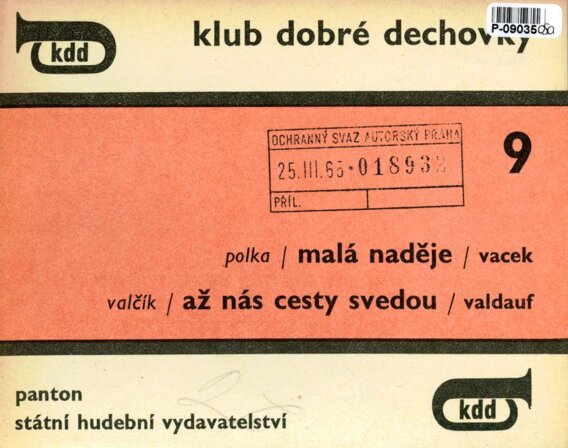 kdd
klub dobré dechovky
P-09035
OCHRANNÝ SVAZ AUTORSKÝ PRAHA
25. III. 65 • 01893
PŘÍL.
9
polka / malá naděje / vacek
valčík / až nás cesty svedou / valdauf
panton
státní hudební vydavatelství
kdd